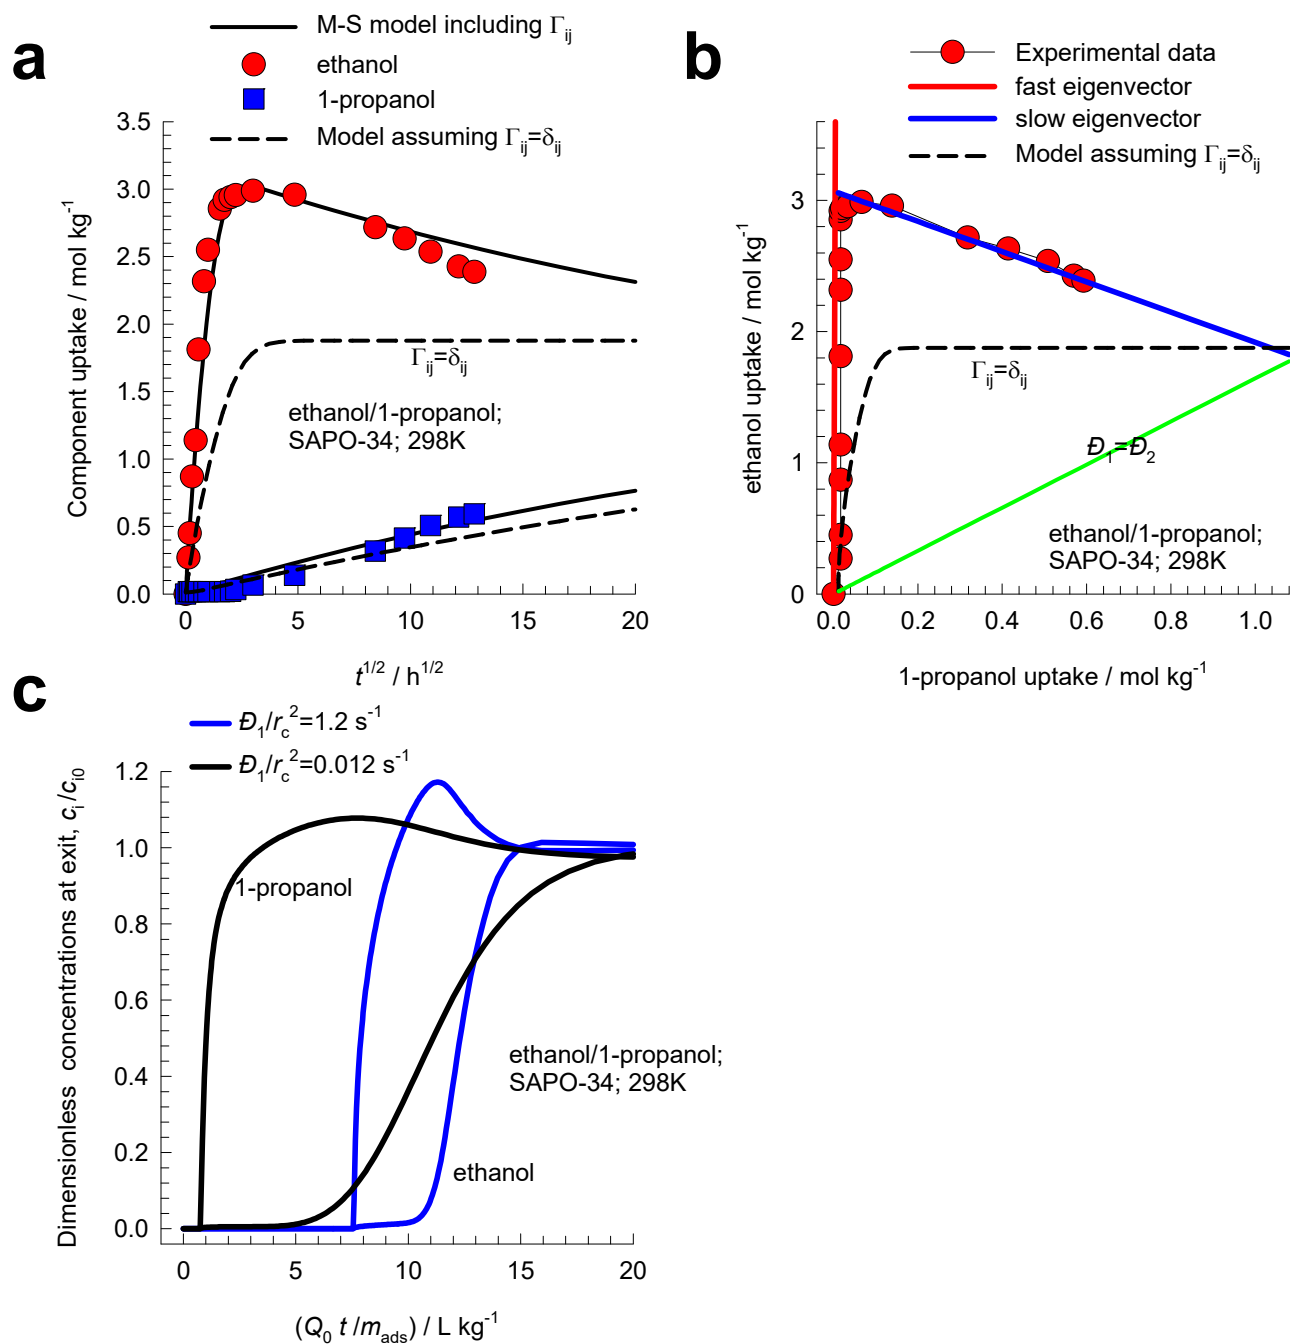 a
M-S model including Γij
ethanol
1-propanol
Model assuming Γij=δij
3.5
3.0
2.5
2.0
1.5
1.0
0.5
0.0
Component uptake / mol kg-1
Γij=δij
ethanol/1-propanol;
SAPO-34; 298K
0 5 10 15 20
t1/2 / h1/2
b
Experimental data
fast eigenvector
slow eigenvector
Model assuming Γij=δij
3
2
1
0
ethanol uptake / mol kg-1
Γij=δij
Đ1=Đ2
ethanol/1-propanol;
SAPO-34; 298K
0.0 0.2 0.4 0.6 0.8 1.0
1-propanol uptake / mol kg-1
c
Đ1/rc2=1.2 s-1
Đ1/rc2=0.012 s-1
1.2
1.0
0.8
0.6
0.4
0.2
0.0
Dimensionless concentrations at exit, ci/ci0
1-propanol
ethanol/1-propanol;
SAPO-34; 298K
ethanol
0 5 10 15 20
(Q0 t /mads) / L kg-1